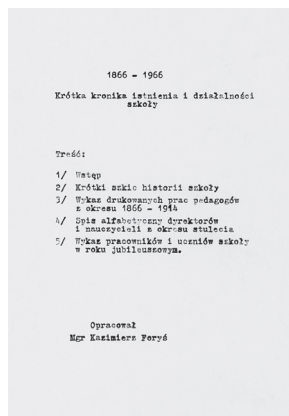 1866 - 1966
Krótka kronika istnienia i działalności
szkoły
Treść:
1/ Wstęp
2/ Krótki szkic historii szkoły
3/ Wykaz drukowanych prac pedagogów
z okresu 1866 - 1914
4/ Spis alfabetyczny dyrektorów
i nauczycieli z okresu stulecia
5/ Wykaz pracowników i uczniów szkoły
w roku jubileuszowym.
Opracował
Mgr Kazimierz Foryś